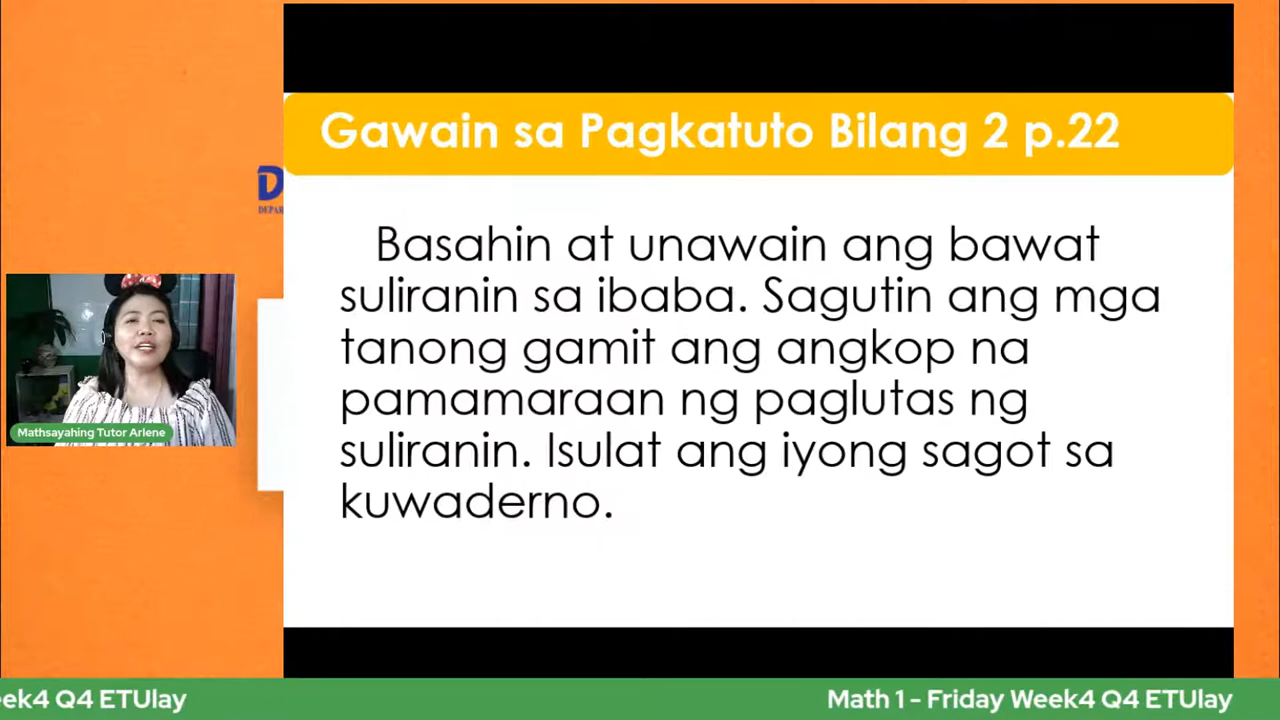 Gawain sa Pagkatuto Bilang 2 p.22
Basahin at unawain ang bawat
suliranin sa ibaba. Sagutin ang mga
tanong gamit ang angkop na
pamamaraan ng paglutas ng
suliranin. Isulat ang iyong sagot sa
kuwaderno.
Mathsayahing Tutor Arlene
Week4 Q4 ETUlay
Math 1 - Friday Week4 Q4 ETUlay